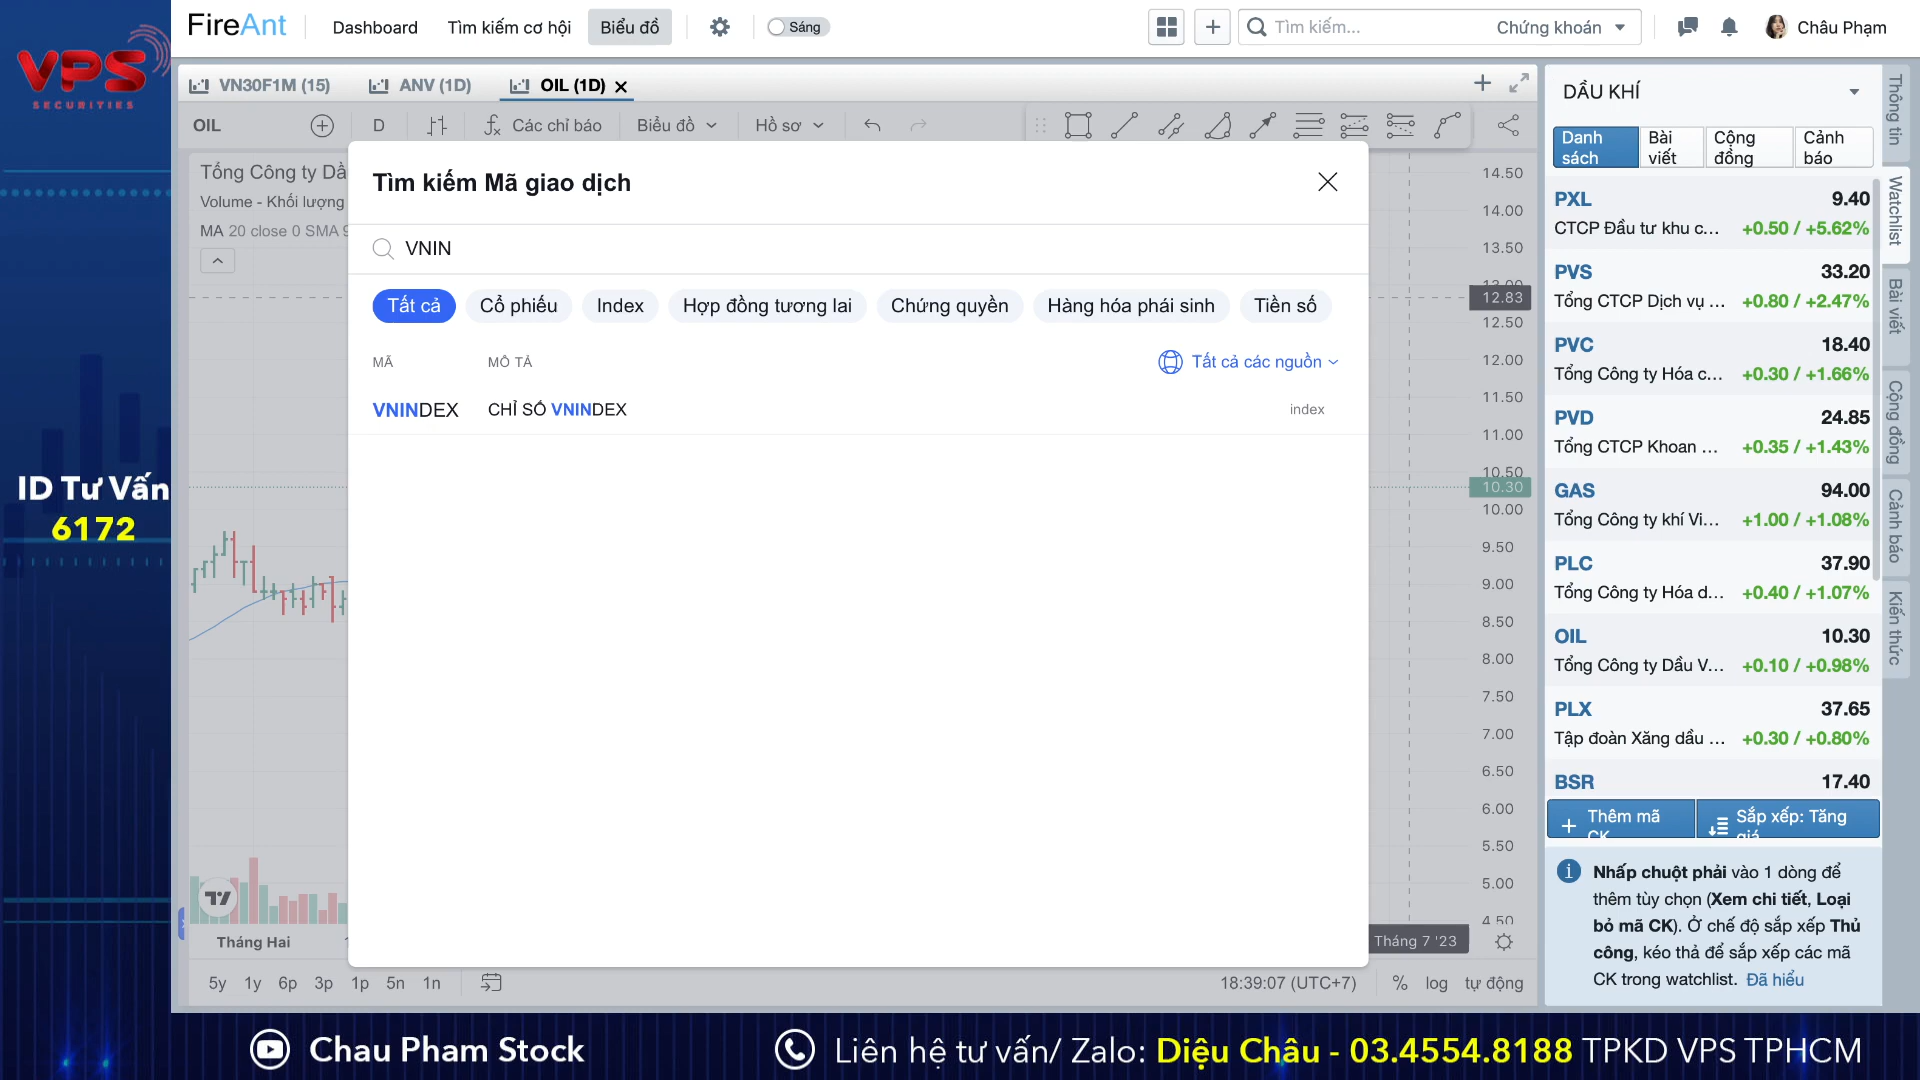 VPS
SECURITIES
ID Tư Vấn
6172
FireAnt
Dashboard
Tìm kiếm cơ hội
Biểu đồ
Sáng
Tìm kiếm...
Chứng khoán
Châu Phạm
VN30F1M (15)
ANV (1D)
OIL (1D)
OIL
D
Các chỉ báo
Biểu đồ
Hồ sơ
Tổng Công ty Dầ
Volume - Khối lượng
MA 20 close 0 SMA 9
Tìm kiếm Mã giao dịch
VNIN
Tất cả
Cổ phiếu
Index
Hợp đồng tương lai
Chứng quyền
Hàng hóa phái sinh
Tiền số
MÃ
MÔ TẢ
Tất cả các nguồn
VNINDEX
CHỈ SỐ VNINDEX
index
14.50
14.00
13.50
13.00
12.83
12.50
12.00
11.50
11.00
10.50
10.30
10.00
9.50
9.00
8.50
8.00
7.50
7.00
6.50
6.00
5.50
5.00
4.50
Tháng Hai
Tháng 7 '23
5y
1y
6p
3p
1p
5n
1n
18:39:07 (UTC+7)
%
log
tự động
DẦU KHÍ
Danh sách
Bài viết
Cộng đồng
Cảnh báo
PXL 9.40
CTCP Đầu tư khu c... +0.50 / +5.62%
PVS 33.20
Tổng CTCP Dịch vụ ... +0.80 / +2.47%
PVC 18.40
Tổng Công ty Hóa c... +0.30 / +1.66%
PVD 24.85
Tổng CTCP Khoan ... +0.35 / +1.43%
GAS 94.00
Tổng Công ty khí Vi... +1.00 / +1.08%
PLC 37.90
Tổng Công ty Hóa d... +0.40 / +1.07%
OIL 10.30
Tổng Công ty Dầu V... +0.10 / +0.98%
PLX 37.65
Tập đoàn Xăng dầu ... +0.30 / +0.80%
BSR 17.40
Thêm mã CK
Sắp xếp: Tăng giá
Nhấp chuột phải vào 1 dòng để
thêm tùy chọn (Xem chi tiết, Loại
bỏ mã CK). Ở chế độ sắp xếp Thủ
công, kéo thả để sắp xếp các mã
CK trong watchlist. Đã hiểu
Thông tin
Watchlist
Bài viết
Cộng đồng
Cảnh báo
Kiến thức
Chau Pham Stock
Liên hệ tư vấn/ Zalo: Diệu Châu - 03.4554.8188 TPKD VPS TPHCM